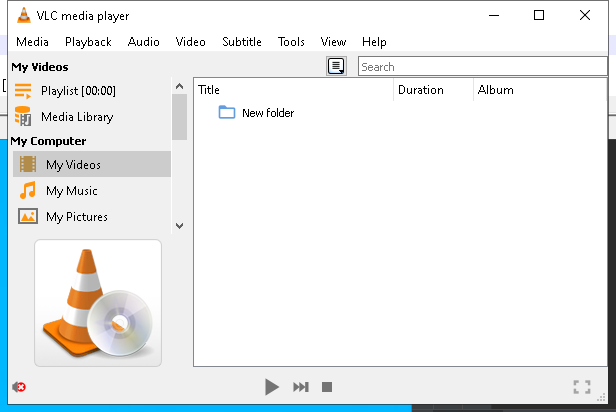 VLC media player
Media Playback Audio Video Subtitle Tools View Help
My Videos
Search
Playlist [00:00]
Media Library
My Computer
My Videos
My Music
My Pictures
Title Duration Album
New folder